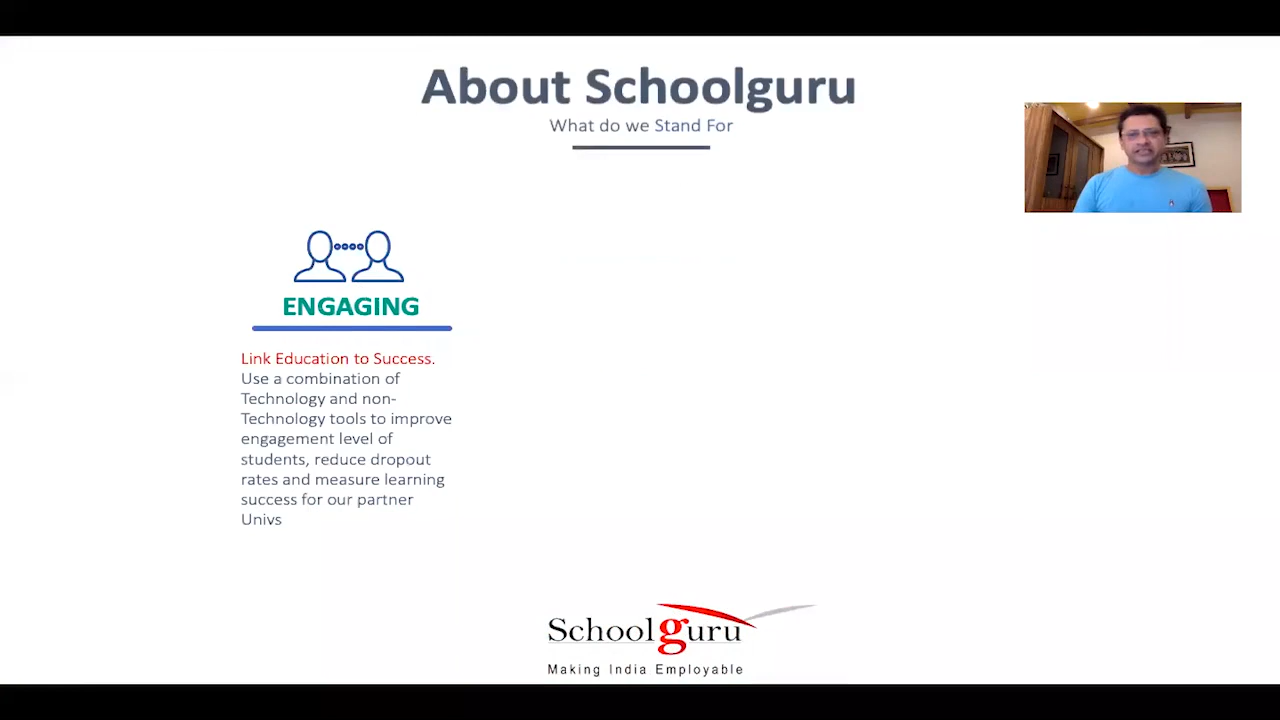 About Schoolguru
What do we Stand For
ENGAGING
Link Education to Success.
Use a combination of
Technology and non-
Technology tools to improve
engagement level of
students, reduce dropout
rates and measure learning
success for our partner
Univs
Schoolguru
Making India Employable